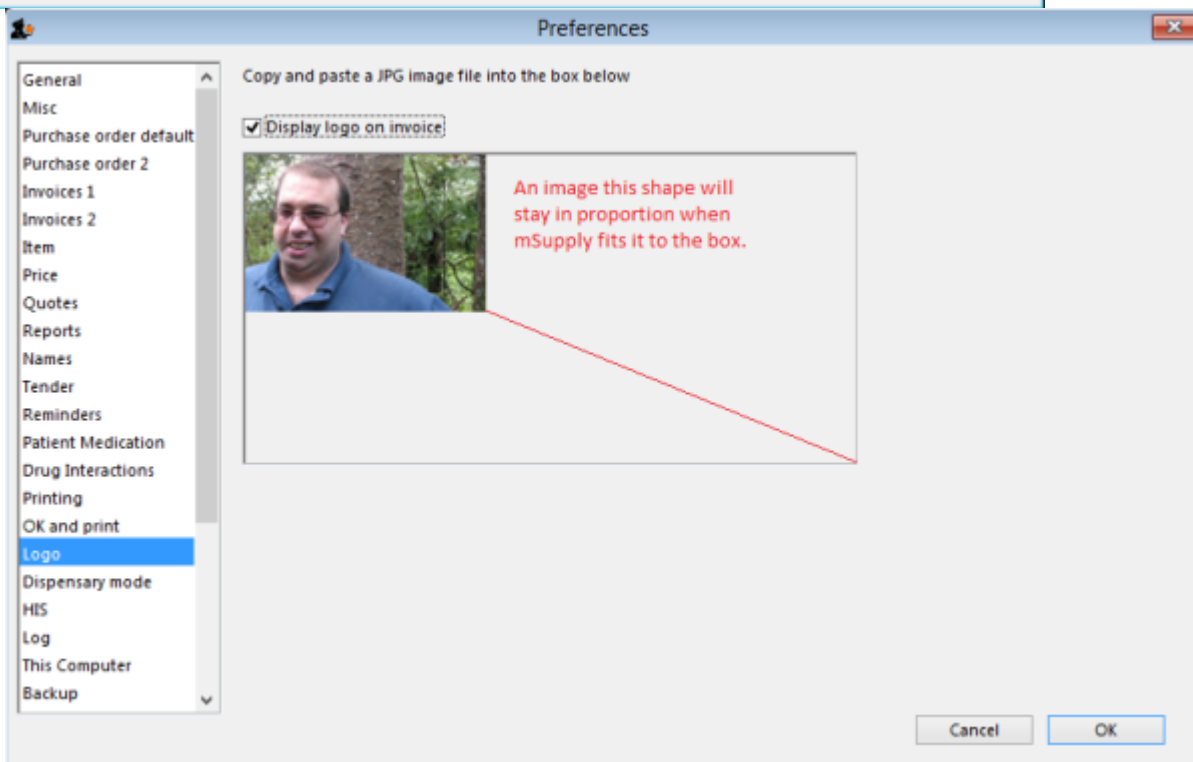 Preferences
General
Misc
Purchase order default
Purchase order 2
Invoices 1
Invoices 2
Item
Price
Quotes
Reports
Names
Tender
Reminders
Patient Medication
Drug Interactions
Printing
OK and print
Logo
Dispensary mode
HIS
Log
This Computer
Backup
Copy and paste a JPG image file into the box below
Display logo on invoice
An image this shape will
stay in proportion when
mSupply fits it to the box.
Cancel
OK